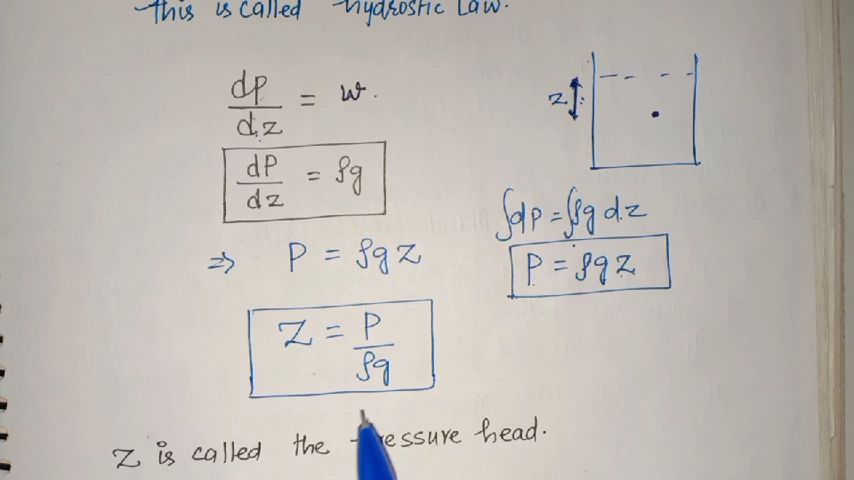 This is called hydrostic Law.
dP/dz = w.
z
dP/dz = ρg
∫dP = ∫ρg dz
⇒ P = ρgz
P = ρgz
Z = P/ρg
Z is called the pressure head.